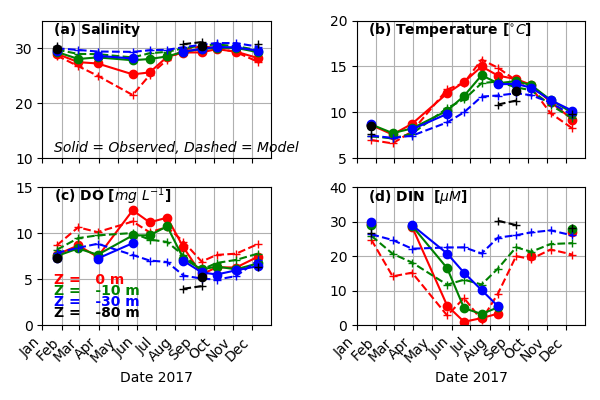 (a) Salinity
30
20
10
Solid = Observed, Dashed = Model
(b) Temperature [°C]
20
15
10
5
(c) DO [mg L⁻¹]
15
10
5
0
Z = 0 m
Z = -10 m
Z = -30 m
Z = -80 m
Jan Feb Mar Apr May Jun Jul Aug Sep Oct Nov Dec
Date 2017
(d) DIN [μM]
40
30
20
10
0
Jan Feb Mar Apr May Jun Jul Aug Sep Oct Nov Dec
Date 2017